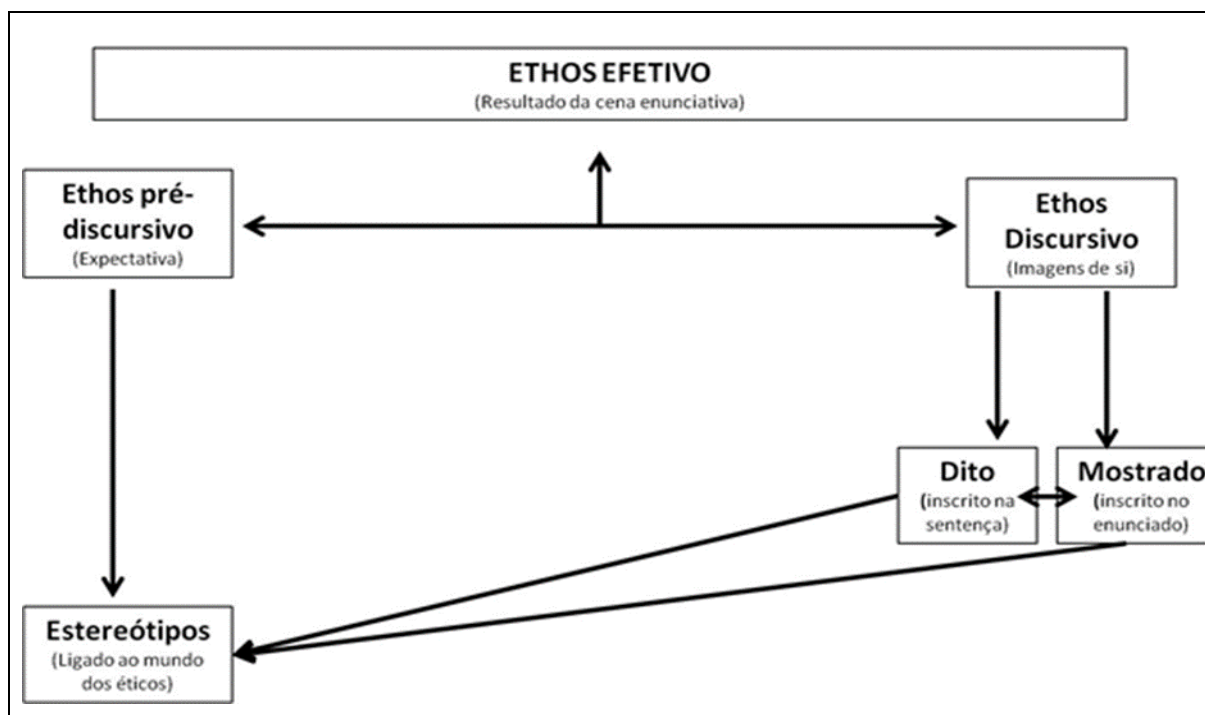 ETHOS EFETIVO
(Resultado da cena enunciativa)
Ethos pré-
discursivo
(Expectativa)
Ethos
Discursivo
(Imagens de si)
Dito
(inscrito na
sentença)
Mostrado
(inscrito no
enunciado)
Estereótipos
(Ligado ao mundo
dos éticos)